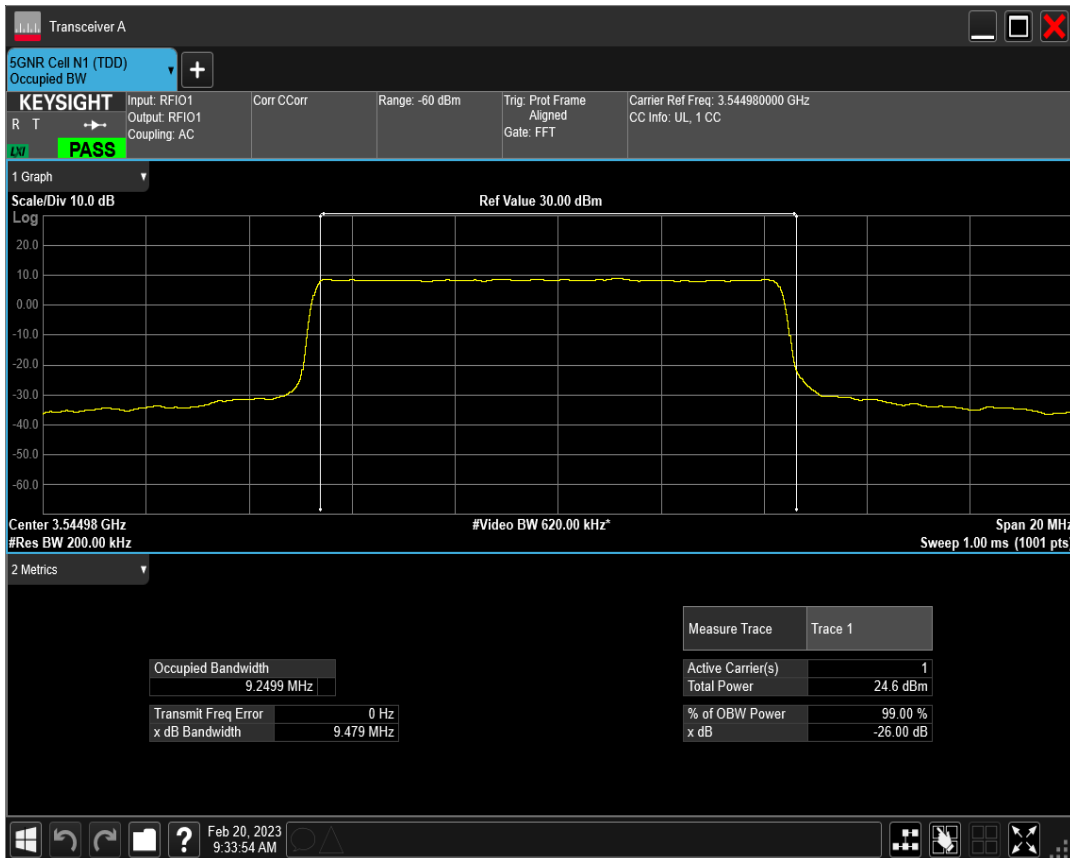 Transceiver A
5GNR Cell N1 (TDD)
Occupied BW
+
KEYSIGHT
R T
LXI
PASS
Input: RFIO1
Output: RFIO1
Coupling: AC
Corr CCorr
Range: -60 dBm
Trig: Prot Frame
Aligned
Gate: FFT
Carrier Ref Freq: 3.544980000 GHz
CC Info: UL, 1 CC
1 Graph
Scale/Div 10.0 dB
Ref Value 30.00 dBm
Log
20.0
10.0
0.00
-10.0
-20.0
-30.0
-40.0
-50.0
-60.0
Center 3.54498 GHz
#Video BW 620.00 kHz*
Span 20 MHz
#Res BW 200.00 kHz
Sweep 1.00 ms (1001 pts)
2 Metrics
Measure Trace Trace 1
Occupied Bandwidth
9.2499 MHz
Active Carrier(s) 1
Total Power 24.6 dBm
Transmit Freq Error 0 Hz
x dB Bandwidth 9.479 MHz
% of OBW Power 99.00 %
x dB -26.00 dB
?
Feb 20, 2023
9:33:54 AM